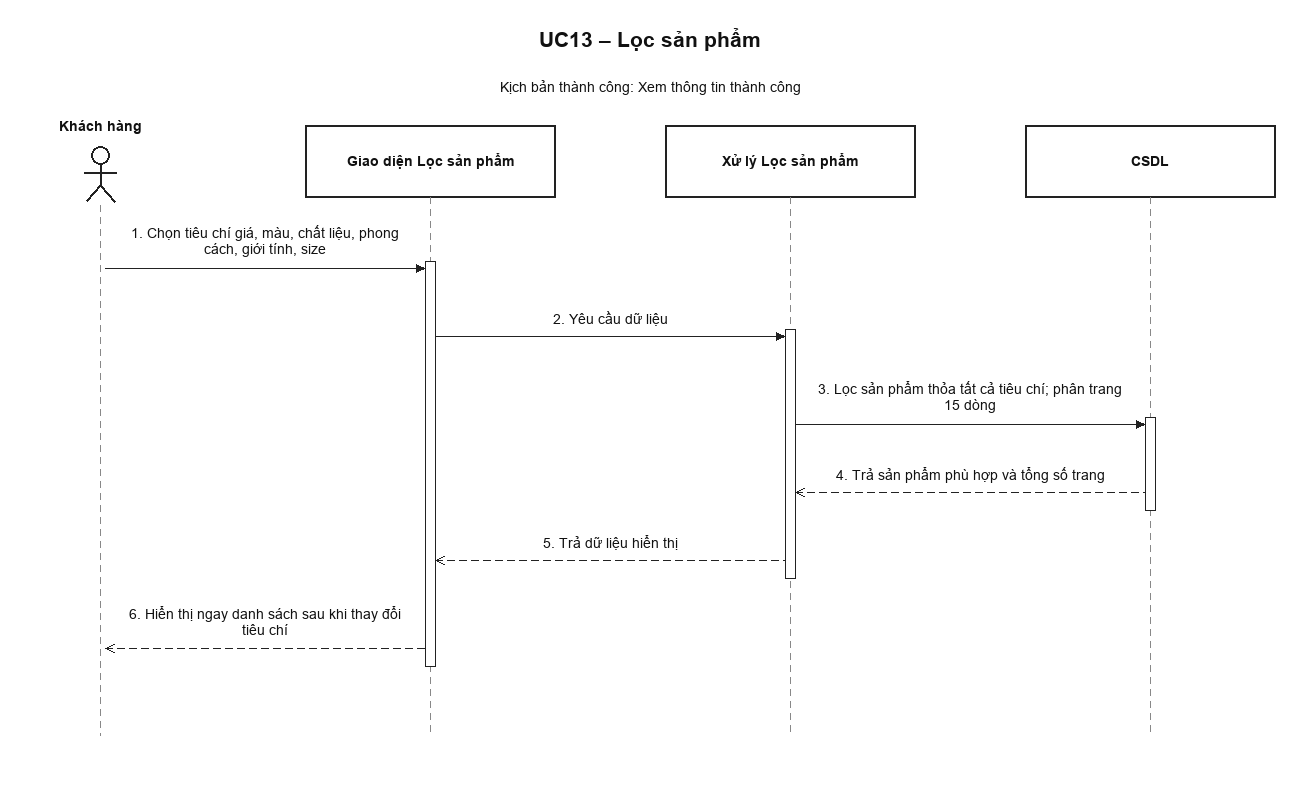 UC13 – Lọc sản phẩm
Kịch bản thành công: Xem thông tin thành công
Khách hàng
Giao diện Lọc sản phẩm
Xử lý Lọc sản phẩm
CSDL
1. Chọn tiêu chí giá, màu, chất liệu, phong
cách, giới tính, size
2. Yêu cầu dữ liệu
3. Lọc sản phẩm thỏa tất cả tiêu chí; phân trang
15 dòng
4. Trả sản phẩm phù hợp và tổng số trang
5. Trả dữ liệu hiển thị
6. Hiển thị ngay danh sách sau khi thay đổi
tiêu chí